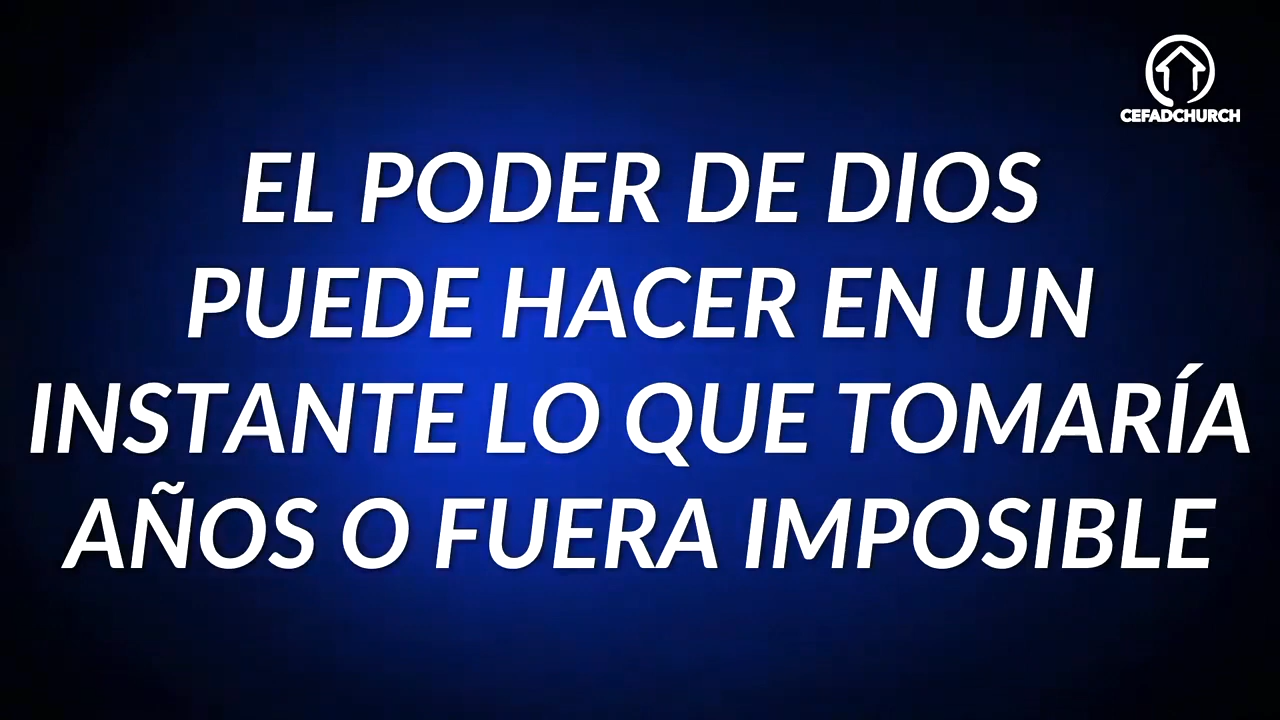 CEFADCHURCH
EL PODER DE DIOS
PUEDE HACER EN UN
INSTANTE LO QUE TOMARÍA
AÑOS O FUERA IMPOSIBLE